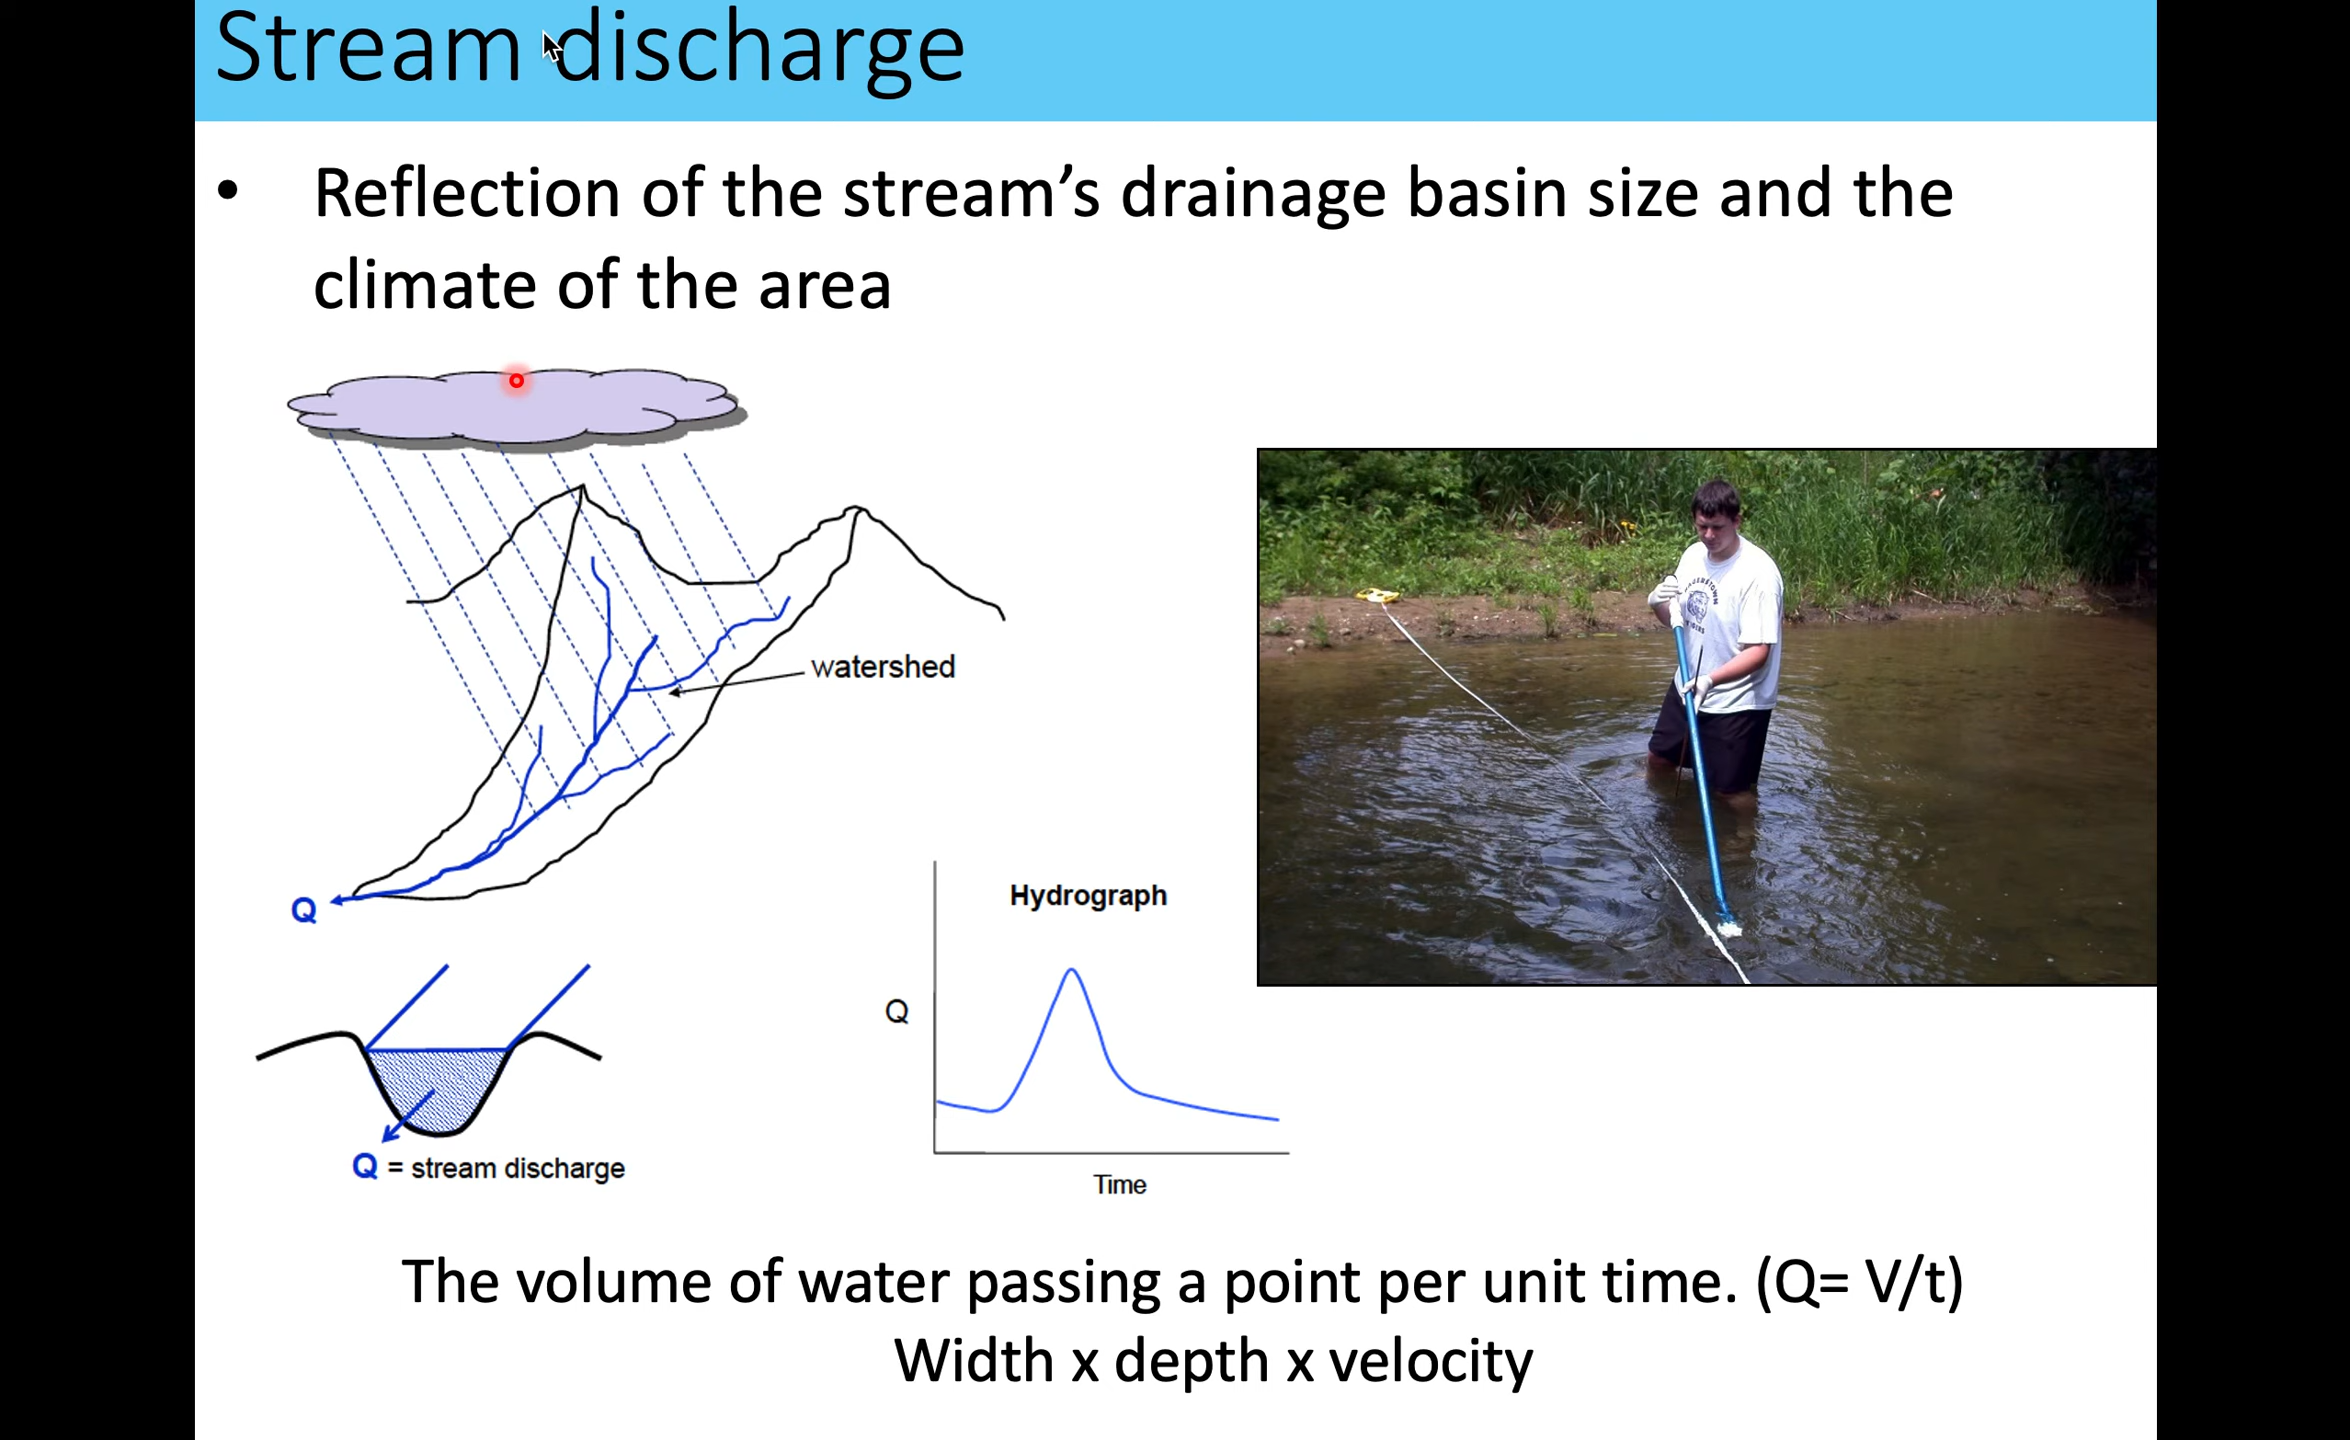 Stream discharge
• Reflection of the stream’s drainage basin size and the
climate of the area
watershed
Q
Hydrograph
Q
Time
Q = stream discharge
The volume of water passing a point per unit time. (Q= V/t)
Width x depth x velocity